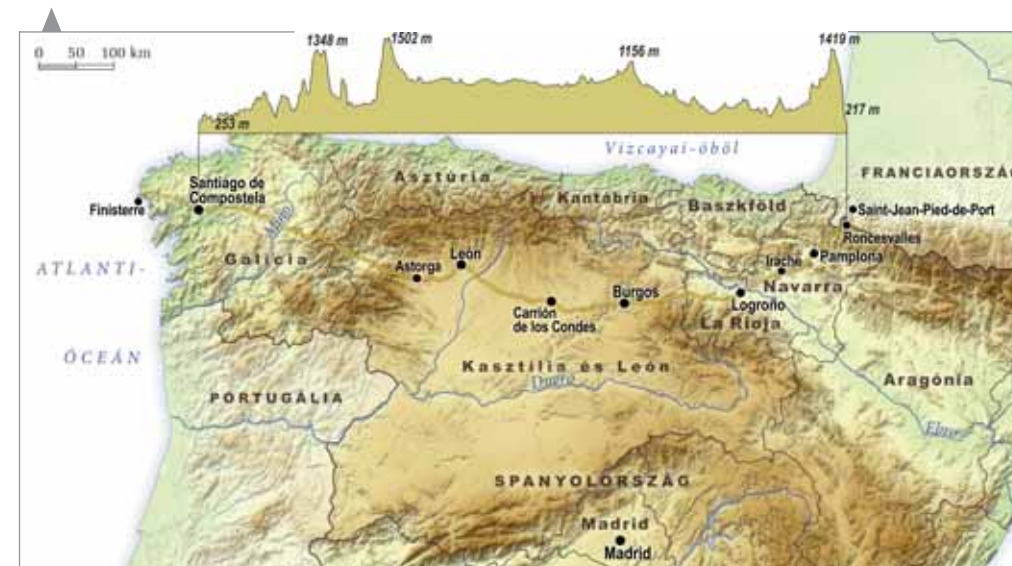 0 50 100 km
1348 m
1502 m
1156 m
1419 m
253 m
217 m
Vizcayai-öböl
FRANCIAORSZÁG
Finisterre
Santiago de
Compostela
Asztúria
Kantábria
Baszkföld
Saint-Jean-Pied-de-Port
Roncesvalles
Pamplona
Irache
Navarra
Miño
Galícia
León
Astorga
ATLANTI-
Carrión
de los Condes
Burgos
Logroño
La Rioja
ÓCEÁN
Kasztília és León
Duero
Aragónia
PORTUGÁLIA
Ebro
SPANYOLORSZÁG
Madrid
Madrid